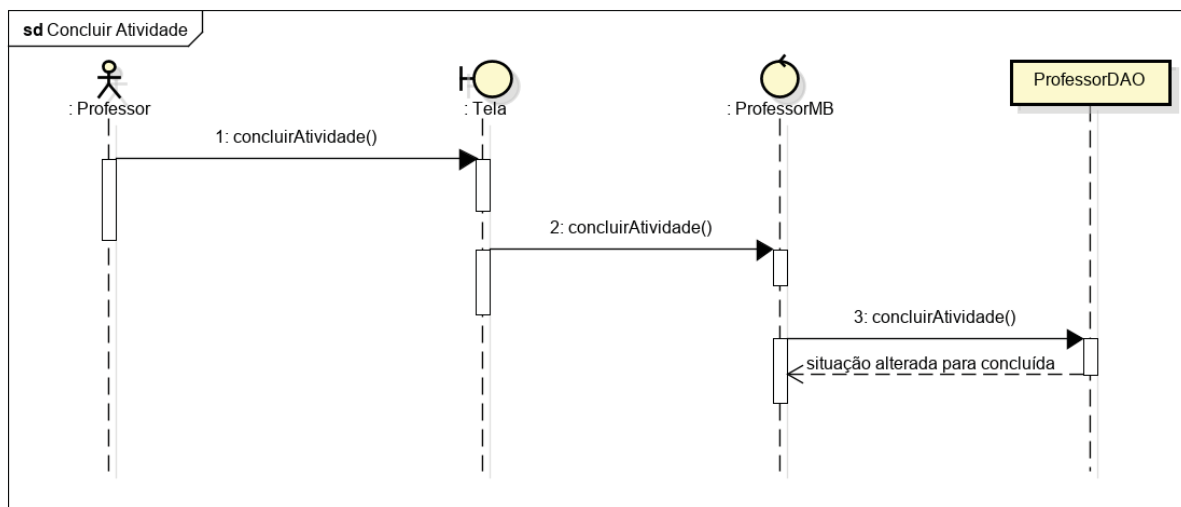 sd Concluir Atividade
: Professor
: Tela
: ProfessorMB
ProfessorDAO
1: concluirAtividade()
2: concluirAtividade()
3: concluirAtividade()
situação alterada para concluída